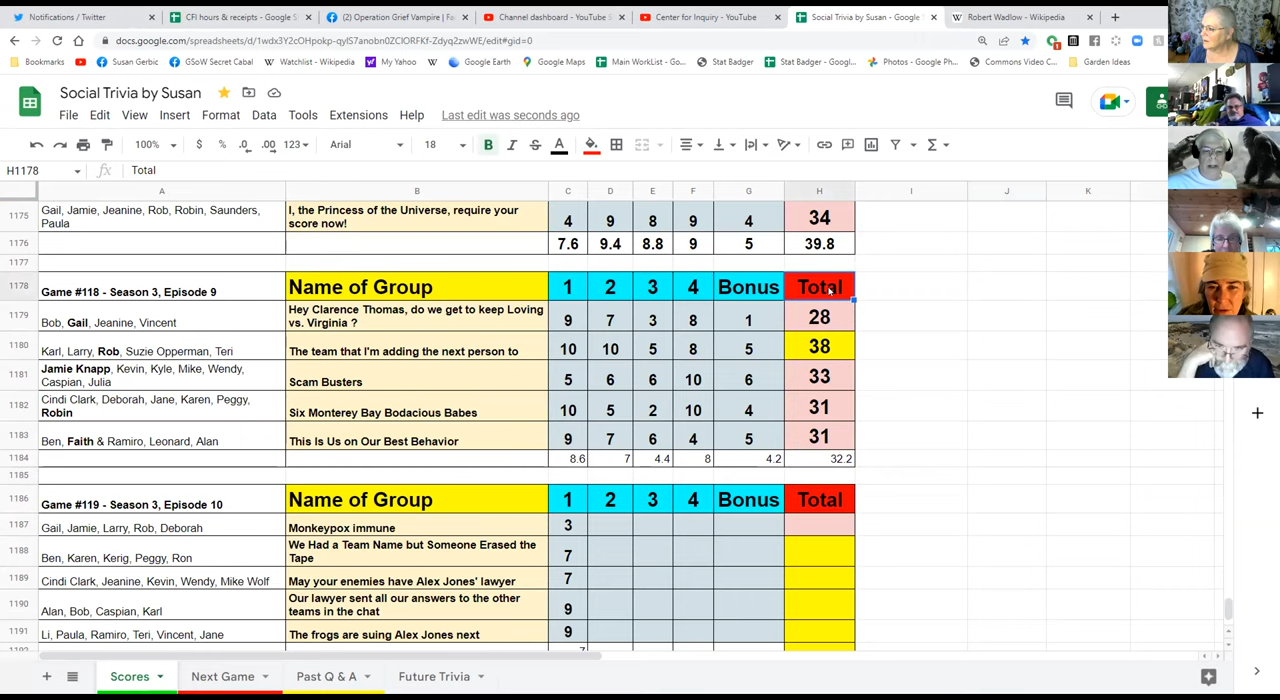 Notifications / Twitter
CFI hours & receipts - Google S
(2) Operation Grief Vampire | Fa
Channel dashboard - YouTube S
Center for Inquiry - YouTube
Social Trivia by Susan - Google
Robert Wadlow - Wikipedia
docs.google.com/spreadsheets/d/1wdx3Y2cOHpokp-qyIS7anobn0ZCIORFKf-Zdyq2zwWE/edit#gid=0
Bookmarks
Susan Gerbic
GSoW Secret Cabal
Watchlist - Wikipedia
My Yahoo
Google Earth
Google Maps
Main WorkList - Go...
Stat Badger
Stat Badger - Googl...
Photos - Google Ph...
Commons Video C...
Garden Ideas
Social Trivia by Susan
File Edit View Insert Format Data Tools Extensions Help Last edit was seconds ago
100% $ % .0 .00 123 Arial 18 B I S A
H1178 fx Total
A B C D E F G H I J K
1175 Gail, Jamie, Jeanine, Rob, Robin, Saunders, Paula I, the Princess of the Universe, require your score now! 4 9 8 9 4 34
1176 7.6 9.4 8.8 9 5 39.8
1177
1178 Game #118 - Season 3, Episode 9 Name of Group 1 2 3 4 Bonus Total
1179 Bob, Gail, Jeanine, Vincent Hey Clarence Thomas, do we get to keep Loving vs. Virginia ? 9 7 3 8 1 28
1180 Karl, Larry, Rob, Suzie Opperman, Teri The team that I'm adding the next person to 10 10 5 8 5 38
1181 Jamie Knapp, Kevin, Kyle, Mike, Wendy, Caspian, Julia Scam Busters 5 6 6 10 6 33
1182 Cindi Clark, Deborah, Jane, Karen, Peggy, Robin Six Monterey Bay Bodacious Babes 10 5 2 10 4 31
1183 Ben, Faith & Ramiro, Leonard, Alan This Is Us on Our Best Behavior 9 7 6 4 5 31
1184 8.6 7 4.4 8 4.2 32.2
1185
1186 Game #119 - Season 3, Episode 10 Name of Group 1 2 3 4 Bonus Total
1187 Gail, Jamie, Larry, Rob, Deborah Monkeypox immune 3
1188 Ben, Karen, Kerig, Peggy, Ron We Had a Team Name but Someone Erased the Tape 7
1189 Cindi Clark, Jeanine, Kevin, Wendy, Mike Wolf May your enemies have Alex Jones' lawyer 7
1190 Alan, Bob, Caspian, Karl Our lawyer sent all our answers to the other teams in the chat 9
1191 Li, Paula, Ramiro, Teri, Vincent, Jane The frogs are suing Alex Jones next 9
Scores Next Game Past Q & A Future Trivia